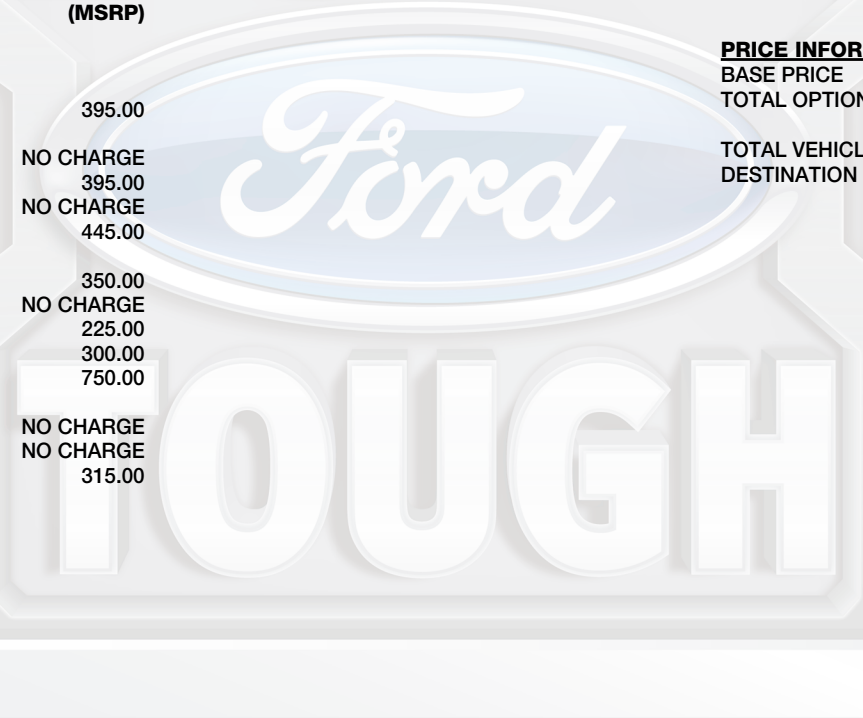 (MSRP)
395.00
NO CHARGE
395.00
NO CHARGE
445.00
350.00
NO CHARGE
225.00
300.00
750.00
NO CHARGE
NO CHARGE
315.00
PRICE INFOR
BASE PRICE
TOTAL OPTION
TOTAL VEHICL
DESTINATION
Ford
TOUGH